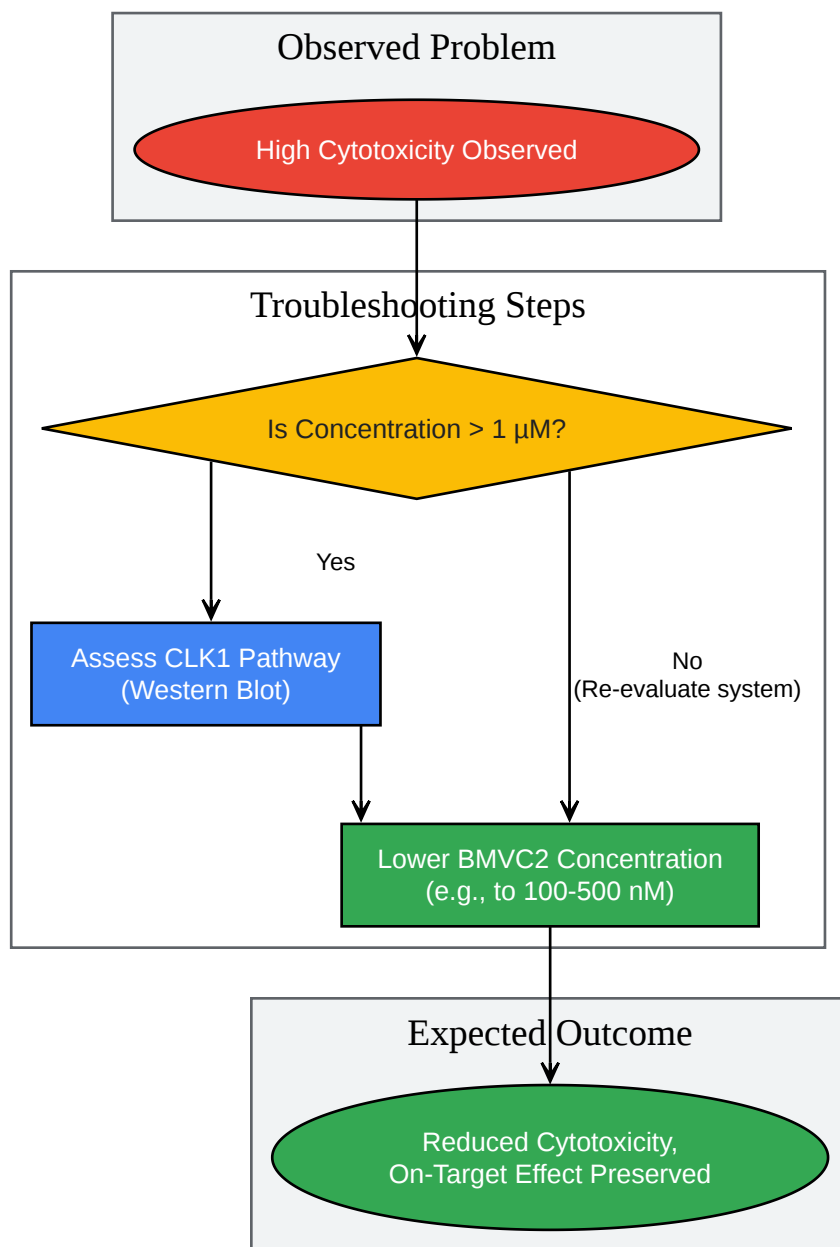 Observed Problem
High Cytotoxicity Observed
Troubleshooting Steps
Is Concentration > 1 µM?
Yes
Assess CLK1 Pathway
(Western Blot)
No
(Re-evaluate system)
Lower BMVC2 Concentration
(e.g., to 100-500 nM)
Expected Outcome
Reduced Cytotoxicity,
On-Target Effect Preserved